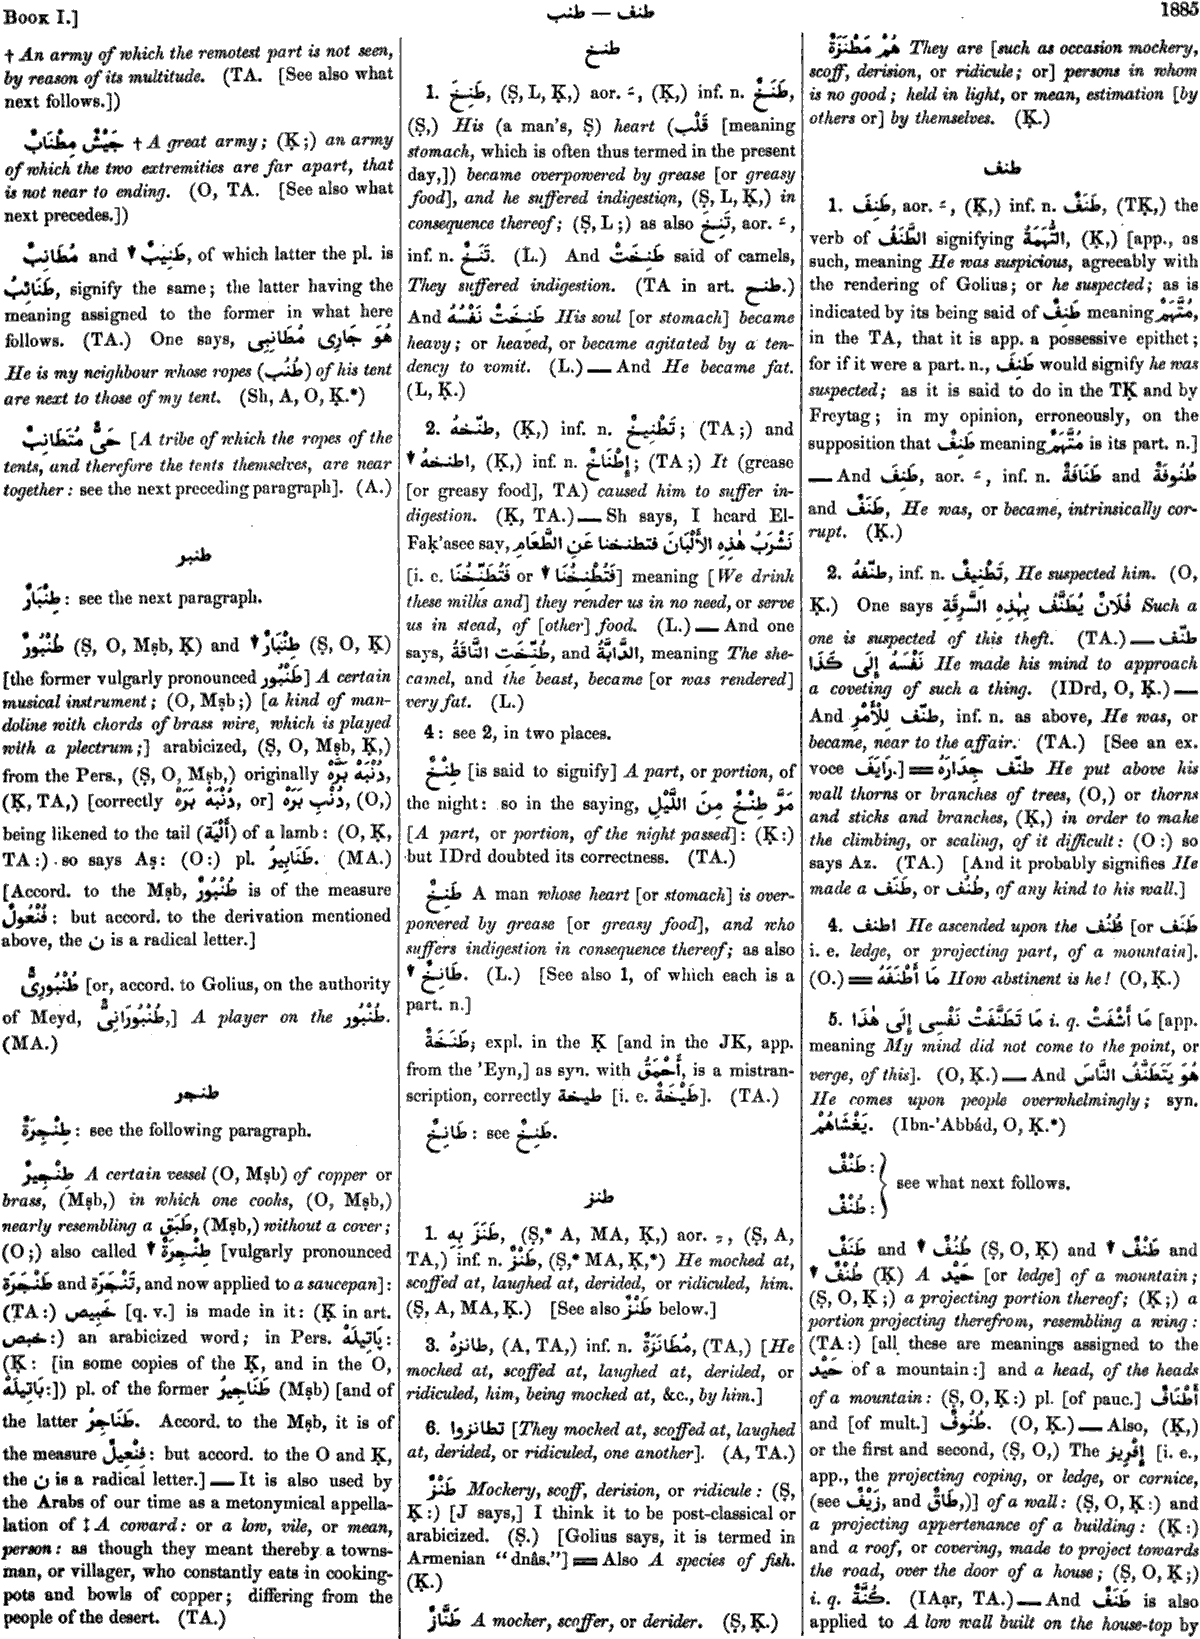 Book I.]
طنب — طنف
1885
† An army of which the remotest part is not seen,
by reason of its multitude. (TA. [See also what
next follows.])
جَيْشٌ مِطْنَابٌ † A great army; (Ḳ;) an army
of which the two extremities are far apart, that
is not near to ending. (O, TA. [See also what
next precedes.])
مُطَانِبٌ and ▼ طَنِيبٌ, of which latter the pl. is
طَنَائِبُ, signify the same; the latter having the
meaning assigned to the former in what here
follows. (TA.) One says, هُوَ جَارِى مُطَانِبِى
He is my neighbour whose ropes (طُنُب) of his tent
are next to those of my tent. (Sh, A, O, Ḳ.*)
حَىٌّ مُتَطَانِبٌ [A tribe of which the ropes of the
tents, and therefore the tents themselves, are near
together: see the next preceding paragraph]. (A.)
طنبر
طِنْبَارٌ: see the next paragraph.
طُنْبُورٌ (Ṣ, O, Mṣb, Ḳ) and ▼ طِنْبَارٌ (Ṣ, O, Ḳ)
[the former vulgarly pronounced طَنْبُور] A certain
musical instrument; (O, Mṣb;) [a kind of man-
doline with chords of brass wire, which is played
with a plectrum;] arabicized, (Ṣ, O, Mṣb, Ḳ,)
from the Pers., (Ṣ, O, Mṣb,) originally دُنْبَهْ بَرَّهْ,
(Ḳ, TA,) [correctly دُنْبَهْ بَرَهْ, or] دُنْبِ بَرَهْ, (O,)
being likened to the tail (أَلْيَة) of a lamb: (O, Ḳ,
TA:) so says Aṣ: (O:) pl. طَنَابِيرُ. (MA.)
[Accord. to the Mṣb, طُنْبُورٌ is of the measure
فُنْعُولٌ: but accord. to the derivation mentioned
above, the ن is a radical letter.]
طُنْبُورِىٌّ [or, accord. to Golius, on the authority
of Meyd, طُنْبُورَانِىٌّ,] A player on the طُنْبُور.
(MA.)
طنجر
طِنْجِرَةٌ: see the following paragraph.
طِنْجِيرٌ A certain vessel (O, Mṣb) of copper or
brass, (Mṣb,) in which one cooks, (O, Mṣb,)
nearly resembling a طَبَق, (Mṣb,) without a cover;
(O;) also called ▼ طِنْجِرَةٌ [vulgarly pronounced
طَنْجَرَة and تَنْجَرَة, and now applied to a saucepan]:
(TA:) خَبِيص [q. v.] is made in it: (Ḳ in art.
خبص:) an arabicized word; in Pers. پَاتِيلَهْ:
(Ḳ: [in some copies of the Ḳ, and in the O,
بَاتِيلَهْ:]) pl. of the former طَنَاجِيرُ (Mṣb) [and of
the latter طَنَاجِرُ. Accord. to the Mṣb, it is of
the measure فِنْعِيلٌ: but accord. to the O and Ḳ,
the ن is a radical letter.] — It is also used by
the Arabs of our time as a metonymical appella-
lation of ‡ A coward: or a low, vile, or mean,
person: as though they meant thereby a towns-
man, or villager, who constantly eats in cooking-
pots and bowls of copper; differing from the
people of the desert. (TA.)
طنخ
1. طَنِخَ, (Ṣ, L, Ḳ,) aor. ـَ, (Ḳ,) inf. n. طَنَخٌ,
(Ṣ,) His (a man's, Ṣ) heart (قَلْب [meaning
stomach, which is often thus termed in the present
day,]) became overpowered by grease [or greasy
food], and he suffered indigestion, (Ṣ, L, Ḳ,) in
consequence thereof; (Ṣ, L;) as also تَنِخَ, aor. ـَ,
inf. n. تَنَخٌ. (L.) And طَنِخَتْ said of camels,
They suffered indigestion. (TA in art. طنح.)
And طَنِخَتْ نَفْسُهُ His soul [or stomach] became
heavy; or heaved, or became agitated by a ten-
dency to vomit. (L.) — And He became fat.
(L, Ḳ.)
2. طنّخهُ, (Ḳ,) inf. n. تَطْنِيخٌ; (TA;) and
▼ اطنخهُ, (Ḳ,) inf. n. إِطْنَاخٌ; (TA;) It (grease
[or greasy food], TA) caused him to suffer in-
digestion. (Ḳ, TA.) — Sh says, I heard El-
Faḳ'asee say, نَشْرَبُ هٰذِهِ الأَلْبَانَ فتطنخنا عَنِ الطَّعَامِ
[i. e. فَتُطَنِّخُنَا or ▼ فَتُطْنِخُنَا] meaning [We drink
these milks and] they render us in no need, or serve
us in stead, of [other] food. (L.) — And one
says, طُنِّخَتِ النَّاقَةُ, and الدَّابَّةُ, meaning The she-
camel, and the beast, became [or was rendered]
very fat. (L.)
4: see 2, in two places.
طِنْخٌ [is said to signify] A part, or portion, of
the night: so in the saying, مَرَّ طِنْخٌ مِنَ اللَّيْلِ
[A part, or portion, of the night passed]: (Ḳ:)
but IDrd doubted its correctness. (TA.)
طَنِخٌ A man whose heart [or stomach] is over-
powered by grease [or greasy food], and who
suffers indigestion in consequence thereof; as also
▼ طَانِخٌ. (L.) [See also 1, of which each is a
part. n.]
طَنَخَةٌ, expl. in the Ḳ [and in the JK, app.
from the 'Eyn,] as syn. with أَحْمَقُ, is a mistran-
scription, correctly طيخة [i. e. طَيْخَةٌ]. (TA.)
طَانِخٌ: see طَنِخٌ.
طنز
1. طَنَزَ بِهِ, (Ṣ,* A, MA, Ḳ,) aor. ـُ, (Ṣ, A,
TA,) inf. n. طَنْزٌ, (Ṣ,* MA, Ḳ,*) He mocked at,
scoffed at, laughed at, derided, or ridiculed, him.
(Ṣ, A, MA, Ḳ.) [See also طَنْزٌ below.]
3. طانزهُ, (A, TA,) inf. n. مُطَانَزَةٌ, (TA,) [He
mocked at, scoffed at, laughed at, derided, or
ridiculed, him, being mocked at, &c., by him.]
6. تطانزوا [They mocked at, scoffed at, laughed
at, derided, or ridiculed, one another]. (A, TA.)
طَنْزٌ Mockery, scoff, derision, or ridicule: (Ṣ,
Ḳ:) [J says,] I think it to be post-classical or
arabicized. (Ṣ.) [Golius says, it is termed in
Armenian “dnâs.”] = Also A species of fish.
(Ḳ.)
طَنَّازٌ A mocker, scoffer, or derider. (Ṣ, Ḳ.)
هُمْ مَطْنَزَةٌ They are [such as occasion mockery,
scoff, derision, or ridicule; or] persons in whom
is no good; held in light, or mean, estimation [by
others or] by themselves. (Ḳ.)
طنف
1. طَنِفَ, aor. ـَ, (Ḳ,) inf. n. طَنَفٌ, (TḲ,) the
verb of الطَّنَفُ signifying التُّهَمَةُ, (Ḳ,) [app., as
such, meaning He was suspicious, agreeably with
the rendering of Golius; or he suspected; as is
indicated by its being said of طَنِفٌ meaning مُتَّهِمٌ,
in the TA, that it is app. a possessive epithet;
for if it were a part. n., طَنِفَ would signify he was
suspected; as it is said to do in the TḲ and by
Freytag; in my opinion, erroneously, on the
supposition that طَنِفٌ meaning مُتَّهَمٌ is its part. n.]
— And طَنِفَ, aor. ـَ, inf. n. طَنَافَةٌ and طُنُوفَةٌ
and طَنَفٌ, He was, or became, intrinsically cor-
rupt. (Ḳ.)
2. طنّفهُ, inf. n. تَطْنِيفٌ, He suspected him. (O,
Ḳ.) One says فُلَانٌ يُطَنَّفُ بِهٰذِهِ السَّرِقَةِ Such a
one is suspected of this theft. (TA.) — طنّف
نَفْسَهُ إِلَى كَذَا He made his mind to approach
a coveting of such a thing. (IDrd, O, Ḳ.) —
And طنّف لِلْأَمْرِ, inf. n. as above, He was, or
became, near to the affair. (TA.) [See an ex.
voce رَايَفَ.] = طنّف جِدَارَهُ He put above his
wall thorns or branches of trees, (O,) or thorns
and sticks and branches, (Ḳ,) in order to make
the climbing, or scaling, of it difficult: (O:) so
says Az. (TA.) [And it probably signifies He
made a طَنَف, or طُنُف, of any kind to his wall.]
4. اطنف He ascended upon the طُنُف [or طَنَف
i. e. ledge, or projecting part, of a mountain].
(O.) = مَا أَطْنَفَهُ How abstinent is he! (O, Ḳ.)
5. مَا تَطَنَّفَتْ نَفْسِى إِلَى هٰذَا i. q. مَا أَشْفَتْ [app.
meaning My mind did not come to the point, or
verge, of this]. (O, Ḳ.) — And هُوَ يَتَطَنَّفُ النَّاسَ
He comes upon people overwhelmingly; syn.
يَغْشَاهُمْ. (Ibn-'Abbád, O, Ḳ.*)
طَنْفٌ:
طُنْفٌ:
see what next follows.
طَنَفٌ and ▼ طُنُفٌ (Ṣ, O, Ḳ) and ▼ طَنْفٌ and
▼ طُنْفٌ (Ḳ) A حَيْد [or ledge] of a mountain;
(Ṣ, O, Ḳ;) a projecting portion thereof; (Ḳ;) a
portion projecting therefrom, resembling a wing:
(TA:) [all these are meanings assigned to the
حَيْد of a mountain:] and a head, of the heads
of a mountain: (Ṣ, O, Ḳ:) pl. [of pauc.] أَطْنَافٌ
and [of mult.] طُنُوفٌ. (O, Ḳ.) — Also, (Ḳ,)
or the first and second, (Ṣ, O,) The إِفْرِيز [i. e.,
app., the projecting coping, or ledge, or cornice,
(see زَيْفٌ, and طَاقٌ,)] of a wall: (Ṣ, O, Ḳ:) and
a projecting appertenance of a building: (Ḳ:)
and a roof, or covering, made to project towards
the road, over the door of a house; (Ṣ, O, Ḳ;)
i. q. كُنَّةٌ. (IAạr, TA.) — And طَنَفٌ is also
applied to A low wall built on the house-top by